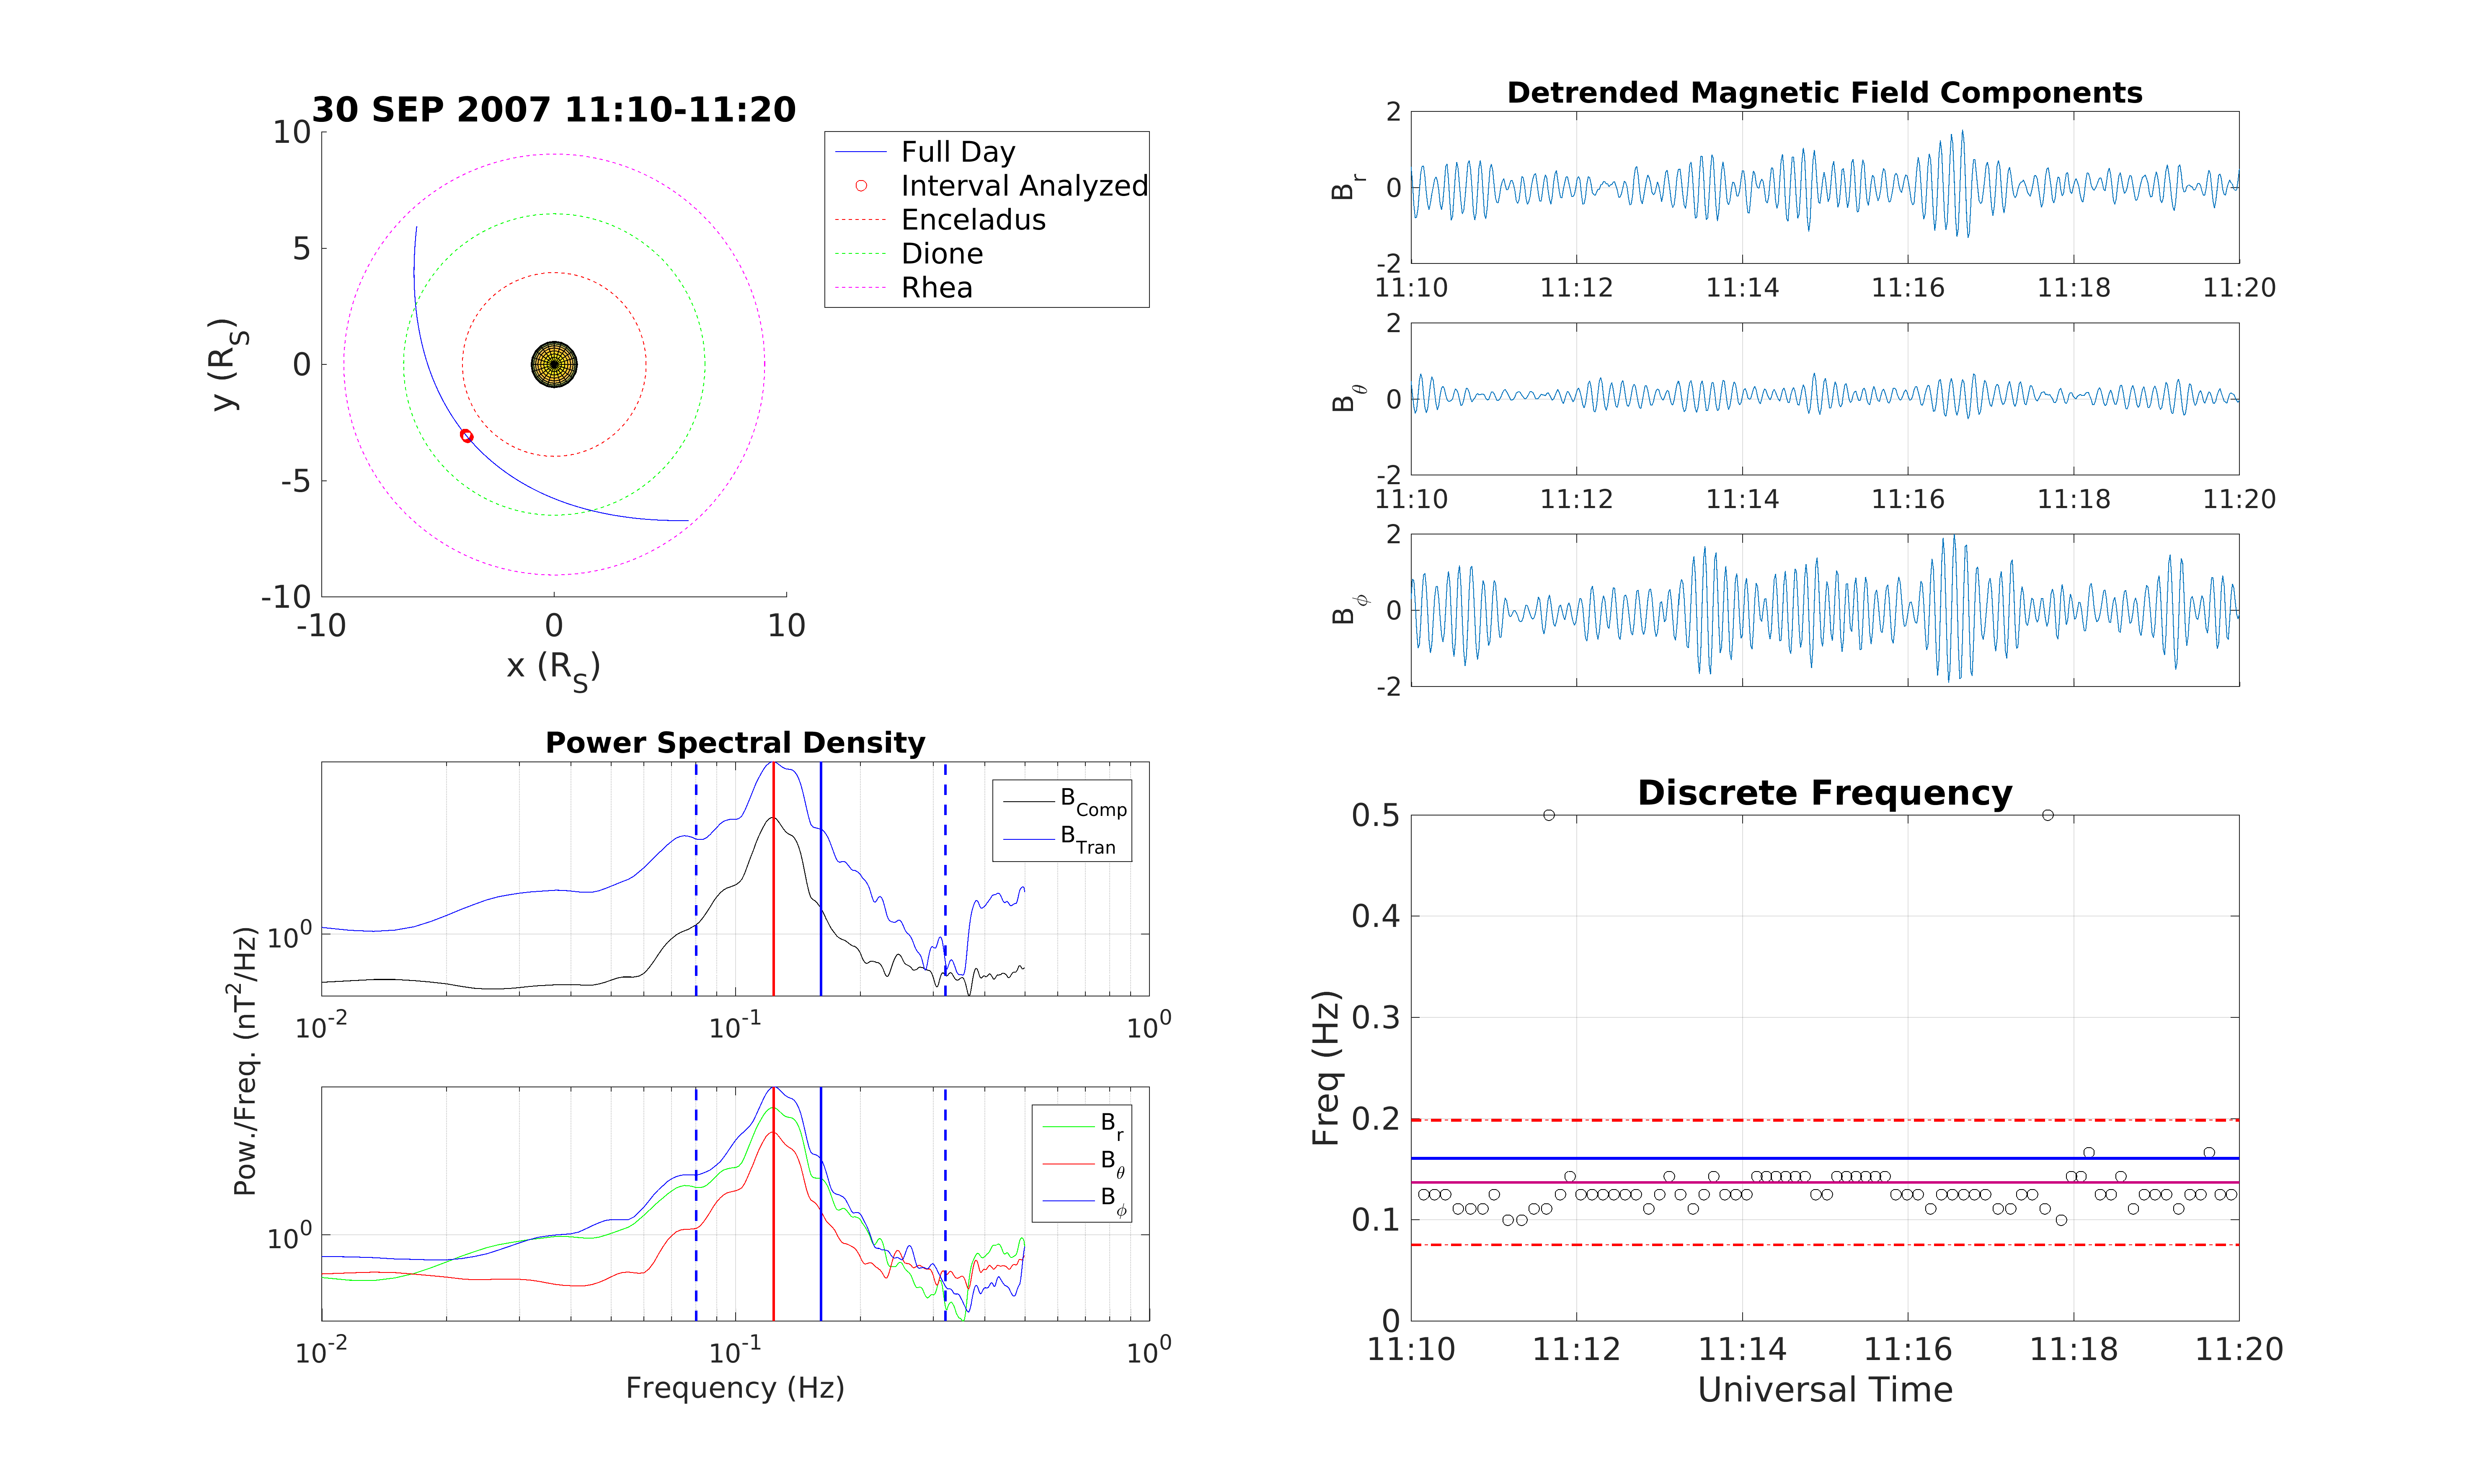 30 SEP 2007 11:10-11:20
10
5
0
-5
-10
y (R_S)
-10 0 10
x (R_S)
Full Day
Interval Analyzed
Enceladus
Dione
Rhea
Detrended Magnetic Field Components
2
0
-2
B_r
11:10 11:12 11:14 11:16 11:18 11:20
2
0
-2
B_θ
11:10 11:12 11:14 11:16 11:18 11:20
2
0
-2
B_ϕ
Power Spectral Density
B_Comp
B_Tran
10^0
10^-2 10^-1 10^0
Pow./Freq. (nT^2/Hz)
B_r
B_θ
B_ϕ
10^0
10^-2 10^-1 10^0
Frequency (Hz)
Discrete Frequency
0.5
0.4
0.3
0.2
0.1
0
Freq (Hz)
11:10 11:12 11:14 11:16 11:18 11:20
Universal Time